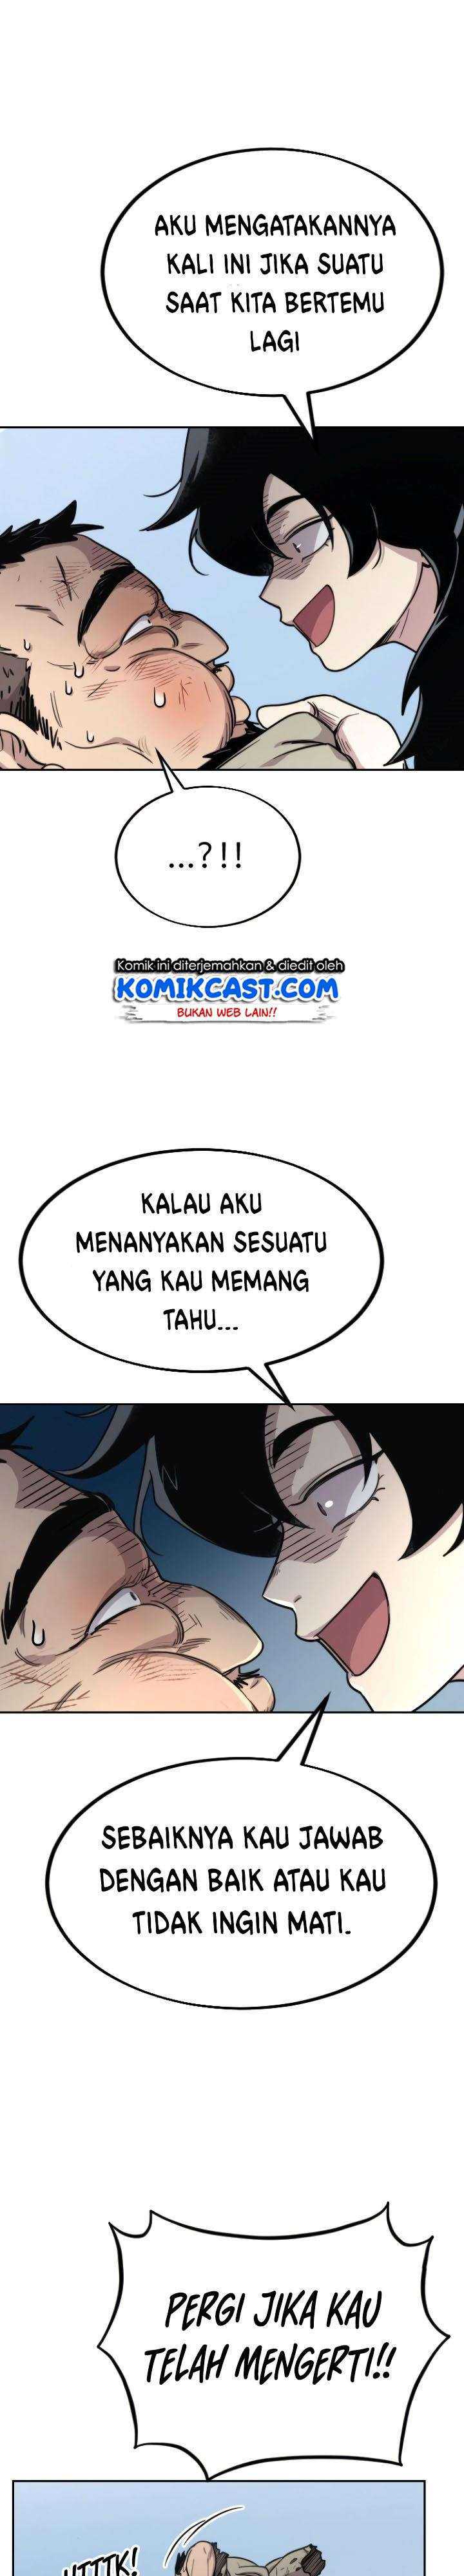 AKU MENGATAKANNYA
KALI INI JIKA SUATU
SAAT KITA BERTEMU
LAGI
...?!!
Komik ini diterjemahkan & diedit oleh
KOMIKCAST.COM
BUKAN WEB LAIN!!
KALAU AKU
MENANYAKAN SESUATU
YANG KAU MEMANG
TAHU...
SEBAIKNYA KAU JAWAB
DENGAN BAIK ATAU KAU
TIDAK INGIN MATI.
PERGI JIKA KAU
TELAH MENGERTI!!